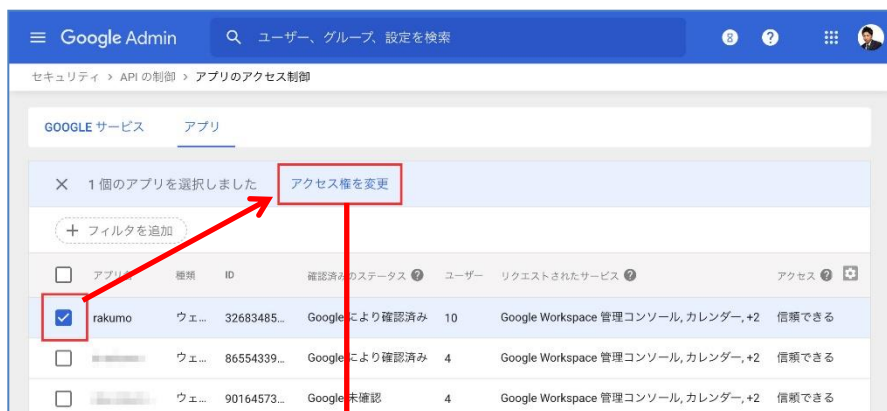 Google Admin
ユーザー、グループ、設定を検索
8 ?
セキュリティ > API の制御 > アプリのアクセス制御
GOOGLE サービス アプリ
× 1 個のアプリを選択しました アクセス権を変更
+ フィルタを追加
種類 ID 確認済みのステータス ? ユーザー リクエストされたサービス ? アクセス ?
rakumo ウェ... 32683485... Google により確認済み 10 Google Workspace 管理コンソール, カレンダー, +2 信頼できる
ウェ... 86554339... Google により確認済み 4 Google Workspace 管理コンソール, カレンダー, +2 信頼できる
ウェ... 90164573... Google 未確認 4 Google Workspace 管理コンソール, カレンダー, +2 信頼できる